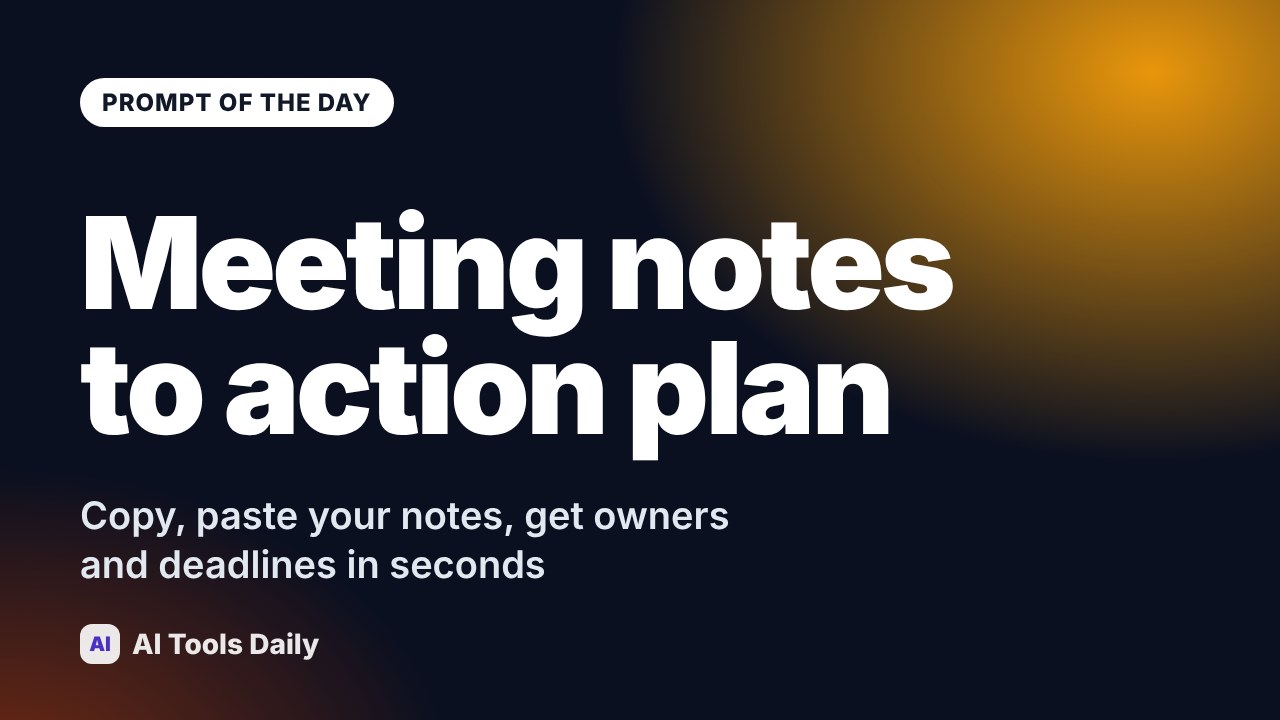 PROMPT OF THE DAY
Meeting notes
to action plan
Copy, paste your notes, get owners
and deadlines in seconds
AI AI Tools Daily